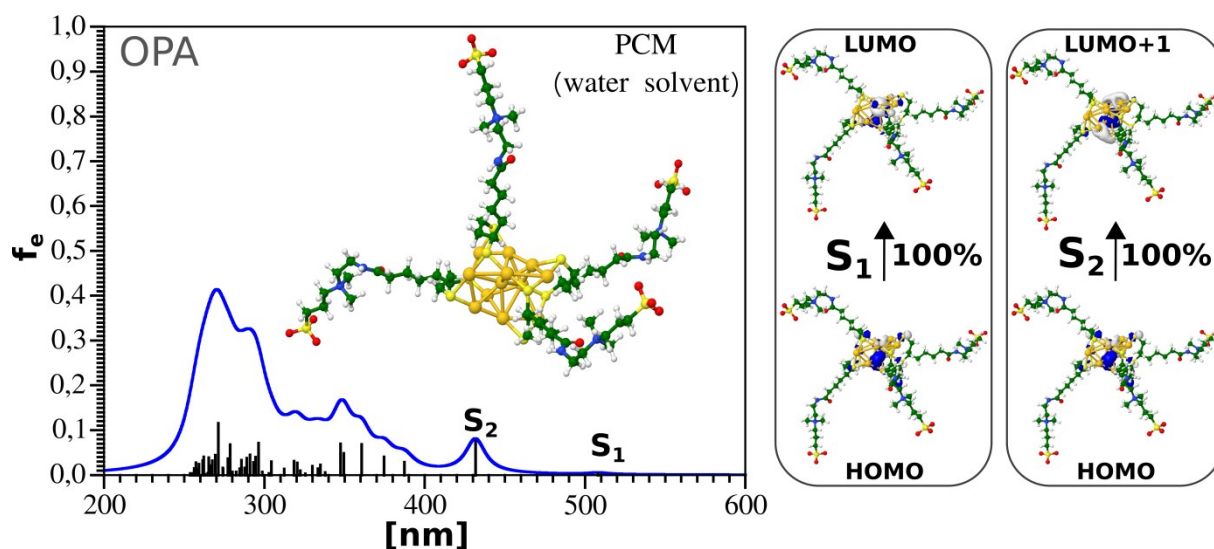 OPA
PCM
(water solvent)
f_e
1,0
0,9
0,8
0,7
0,6
0,5
0,4
0,3
0,2
0,1
0,0
S₂
S₁
200 300 400 500 600
[nm]
LUMO
S₁ 100%
HOMO
LUMO+1
S₂ 100%
HOMO